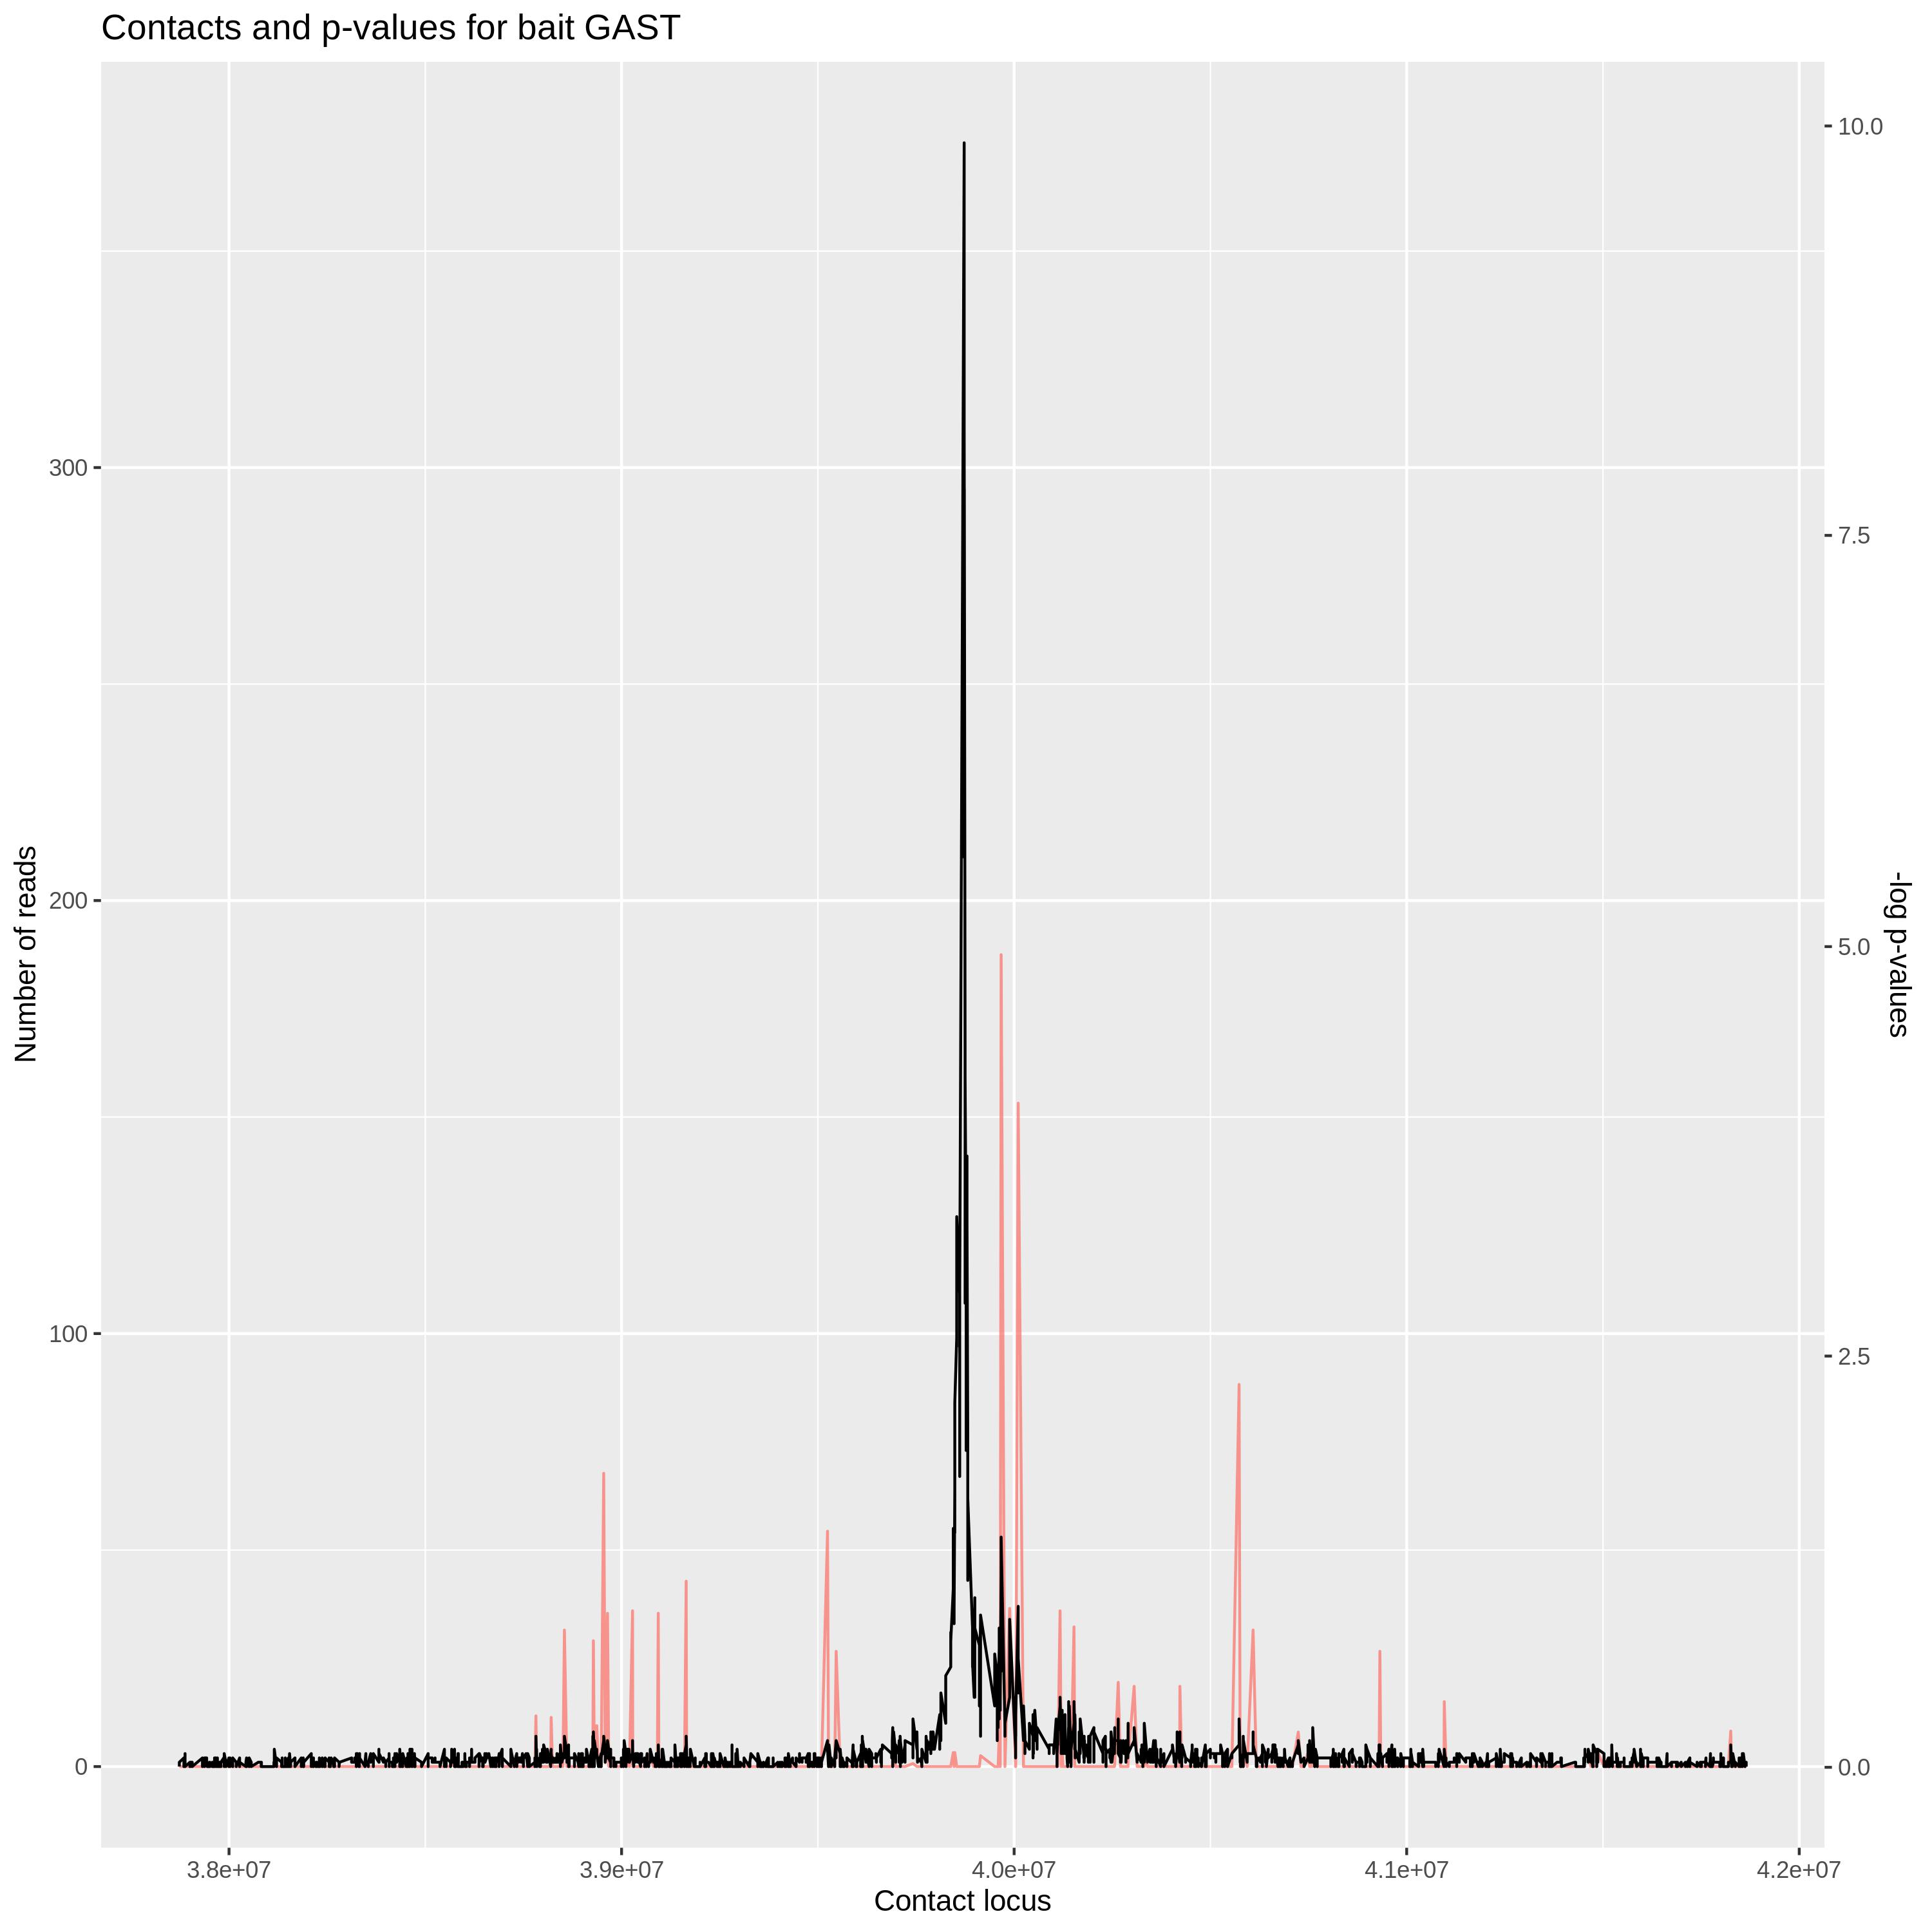 Contacts and p-values for bait GAST
Number of reads
300
200
100
0
10.0
7.5
5.0
2.5
0.0
-log p-values
3.8e+07 3.9e+07 4.0e+07 4.1e+07 4.2e+07
Contact locus